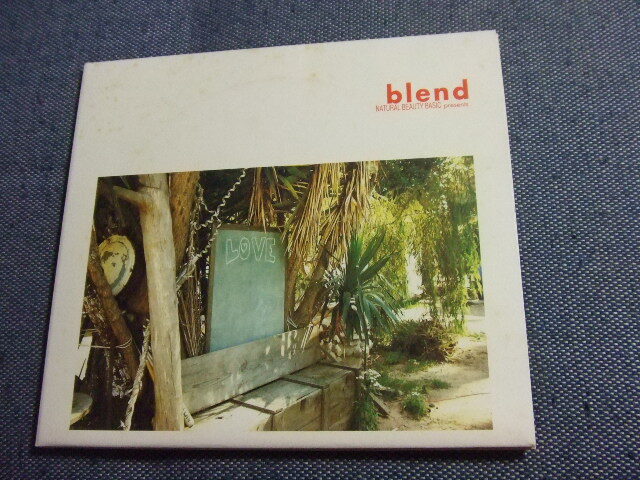 blend
NATURAL BEAUTY BASIC presents
LOVE